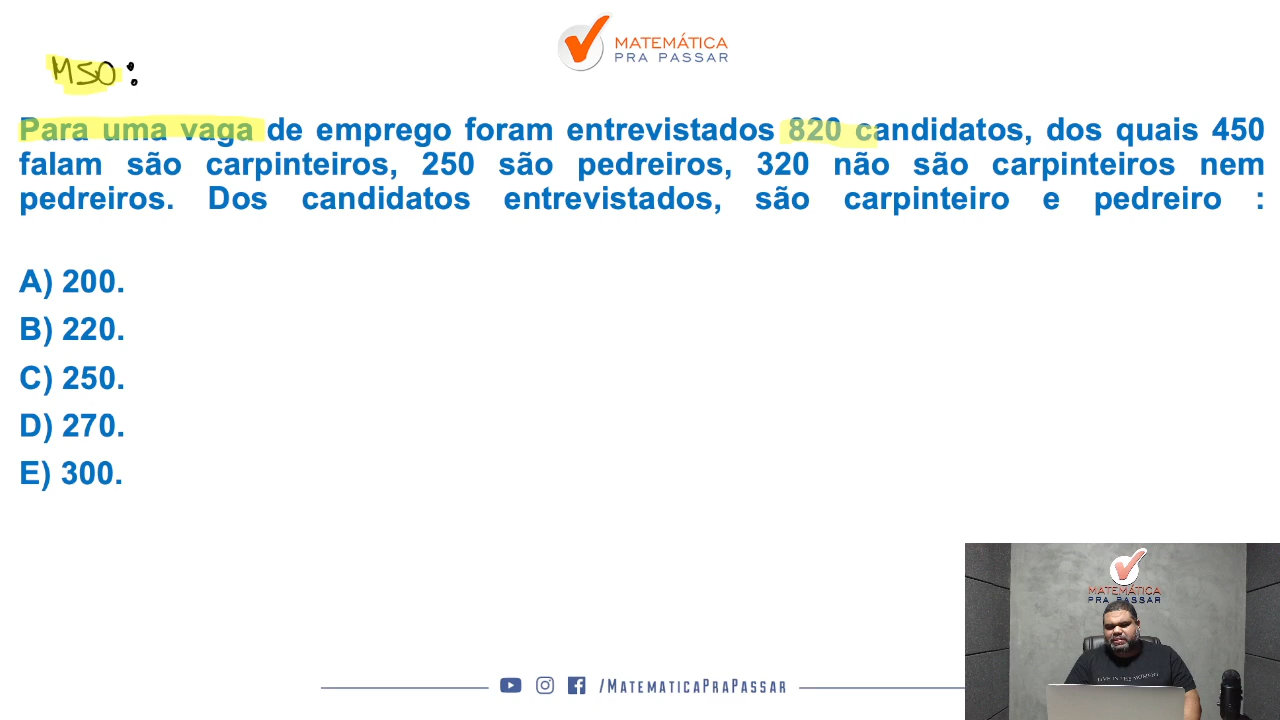 MATEMÁTICA
PRA PASSAR
MSO:
Para uma vaga de emprego foram entrevistados 820 candidatos, dos quais 450
falam são carpinteiros, 250 são pedreiros, 320 não são carpinteiros nem
pedreiros. Dos candidatos entrevistados, são carpinteiro e pedreiro :
A) 200.
B) 220.
C) 250.
D) 270.
E) 300.
MATEMÁTICA
PRA PASSAR
/MATEMATICAPRAPASSAR